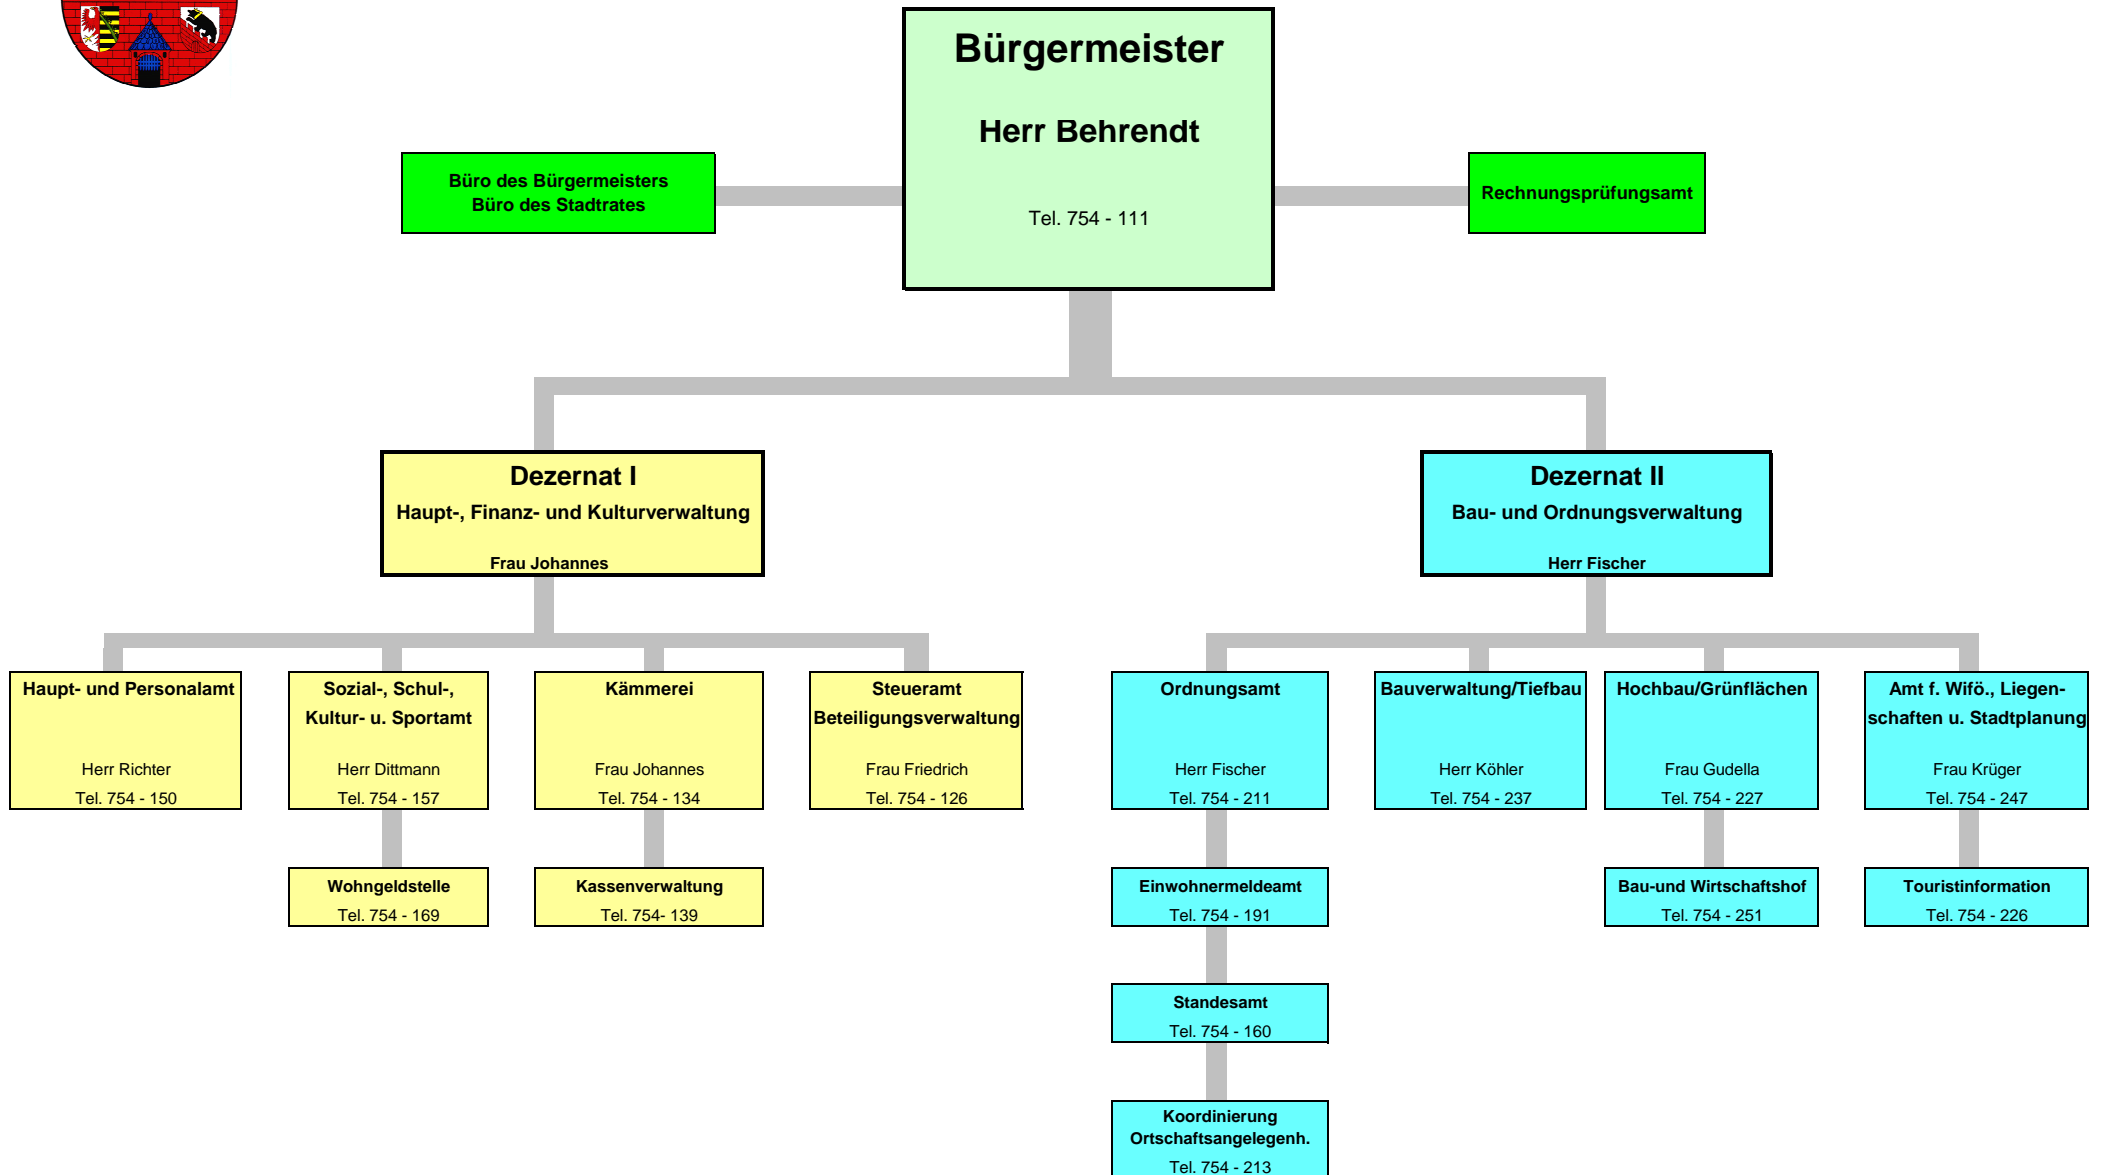 Bürgermeister
Herr Behrendt
Tel. 754 - 111
Büro des Bürgermeisters
Büro des Stadtrates
Rechnungsprüfungsamt
Dezernat I
Haupt-, Finanz- und Kulturverwaltung
Frau Johannes
Dezernat II
Bau- und Ordnungsverwaltung
Herr Fischer
Haupt- und Personalamt
Herr Richter
Tel. 754 - 150
Sozial-, Schul-,
Kultur- u. Sportamt
Herr Dittmann
Tel. 754 - 157
Kämmerei
Frau Johannes
Tel. 754 - 134
Steueramt
Beteiligungsverwaltung
Frau Friedrich
Tel. 754 - 126
Ordnungsamt
Herr Fischer
Tel. 754 - 211
Bauverwaltung/Tiefbau
Herr Köhler
Tel. 754 - 237
Hochbau/Grünflächen
Frau Gudella
Tel. 754 - 227
Amt f. Wifö., Liegen-
schaften u. Stadtplanung
Frau Krüger
Tel. 754 - 247
Wohngeldstelle
Tel. 754 - 169
Kassenverwaltung
Tel. 754- 139
Einwohnermeldeamt
Tel. 754 - 191
Bau-und Wirtschaftshof
Tel. 754 - 251
Touristinformation
Tel. 754 - 226
Standesamt
Tel. 754 - 160
Koordinierung
Ortschaftsangelegenh.
Tel. 754 - 213